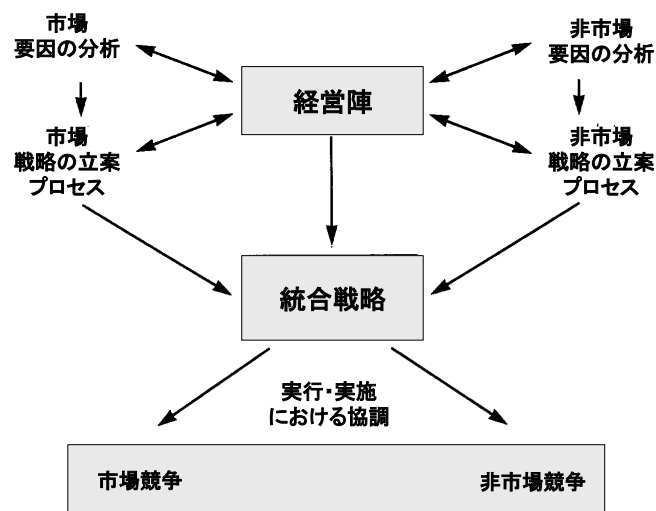 市場
要因の分析
非市場
要因の分析
経営陣
市場
戦略の立案
プロセス
非市場
戦略の立案
プロセス
統合戦略
実行・実施
における協調
市場競争
非市場競争